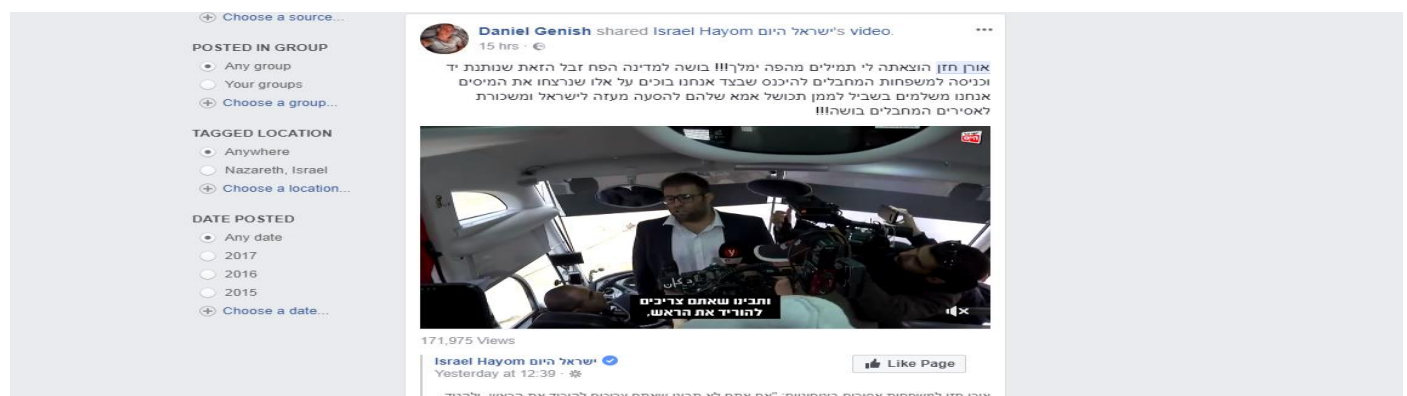 Choose a source...
POSTED IN GROUP
Any group
Your groups
Choose a group...
TAGGED LOCATION
Anywhere
Nazareth, Israel
Choose a location...
DATE POSTED
Any date
2017
2016
2015
Choose a date...
Daniel Genish shared Israel Hayom ישראל היום's video.
15 hrs
אורן חזן הוצאתה לי תמילים מהפה ימלך!!! בושה למדינה הפח זבל הזאת שנותנת יד
וכניסה למשפחות המחבלים להיכנס שבצד אנחנו בוכים על אלו שנרצחו את המיסים
אנחנו משלמים בשביל לממן תכושל אמא שלהם להסעה מעזה לישראל ומשכורת
לאסירים המחבלים בושה!!!
ותבינו שאתם צריכים
להוריד את הראש,
171,975 Views
Israel Hayom ישראל היום
Like Page
Yesterday at 12:39